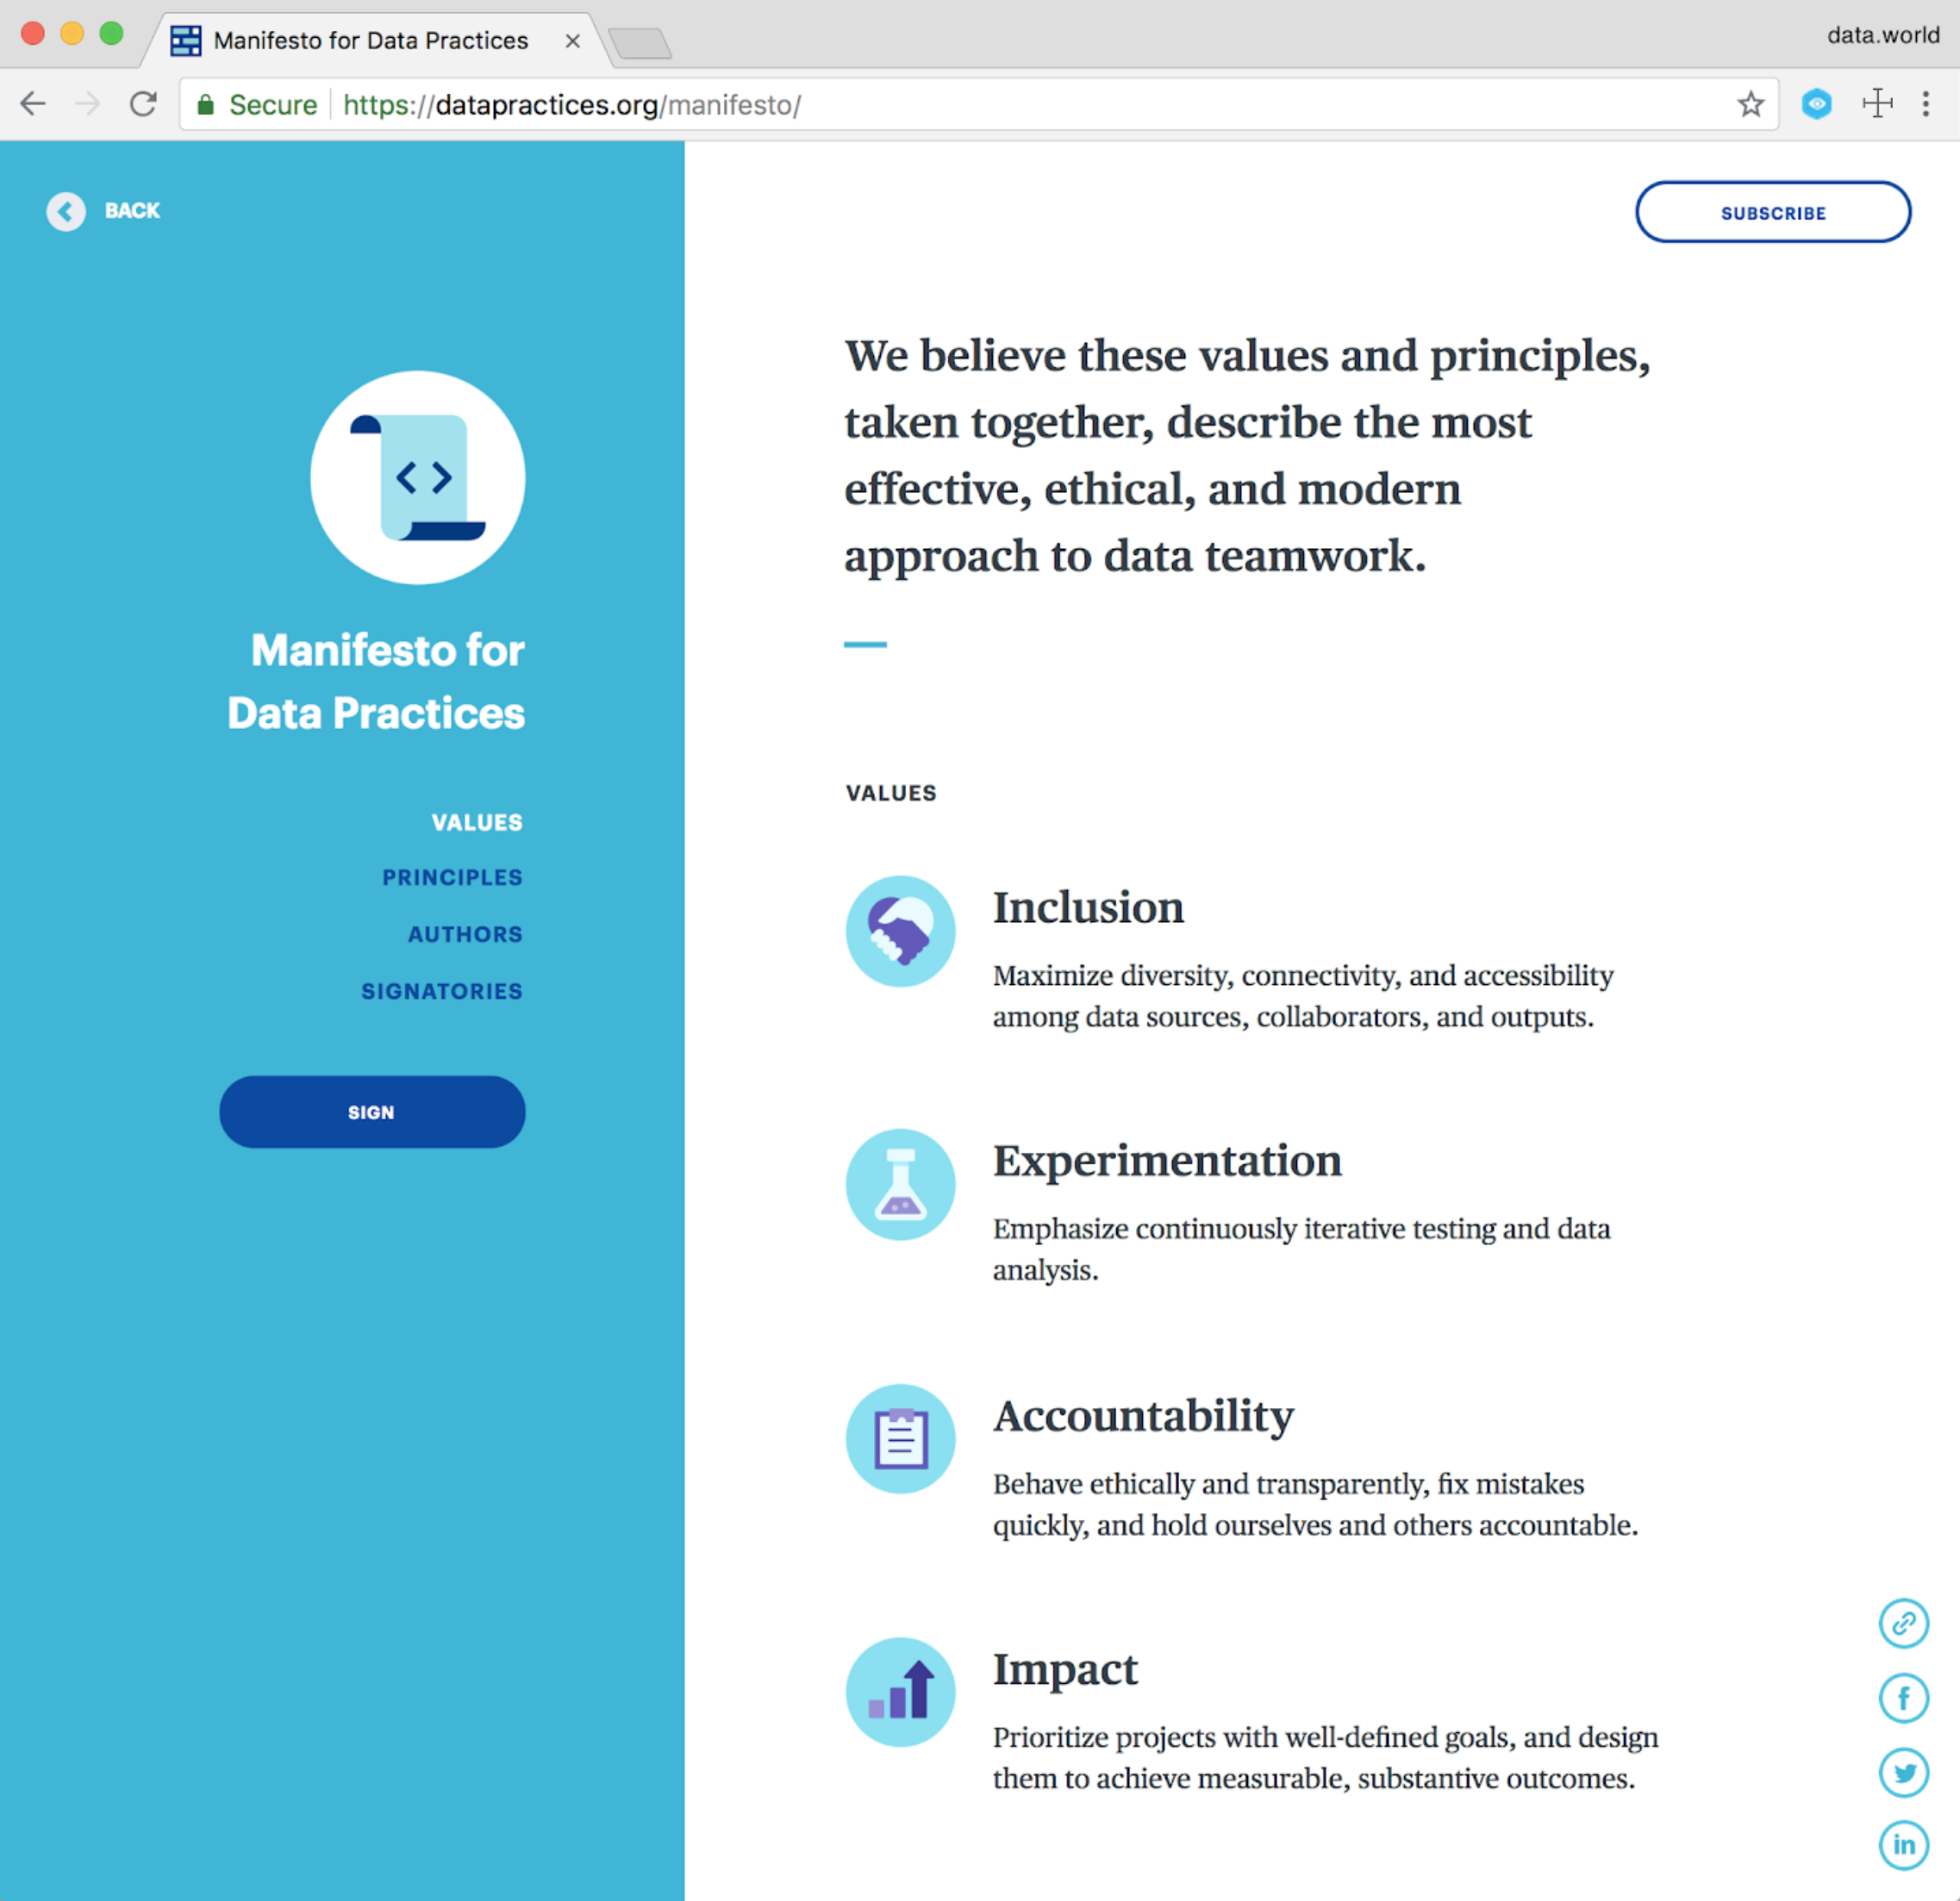 Manifesto for Data Practices
data.world
Secure https://datapractices.org/manifesto/
BACK
SUBSCRIBE
Manifesto for
Data Practices
VALUES
PRINCIPLES
AUTHORS
SIGNATORIES
SIGN
We believe these values and principles,
taken together, describe the most
effective, ethical, and modern
approach to data teamwork.
VALUES
Inclusion
Maximize diversity, connectivity, and accessibility
among data sources, collaborators, and outputs.
Experimentation
Emphasize continuously iterative testing and data
analysis.
Accountability
Behave ethically and transparently, fix mistakes
quickly, and hold ourselves and others accountable.
Impact
Prioritize projects with well-defined goals, and design
them to achieve measurable, substantive outcomes.
f
in